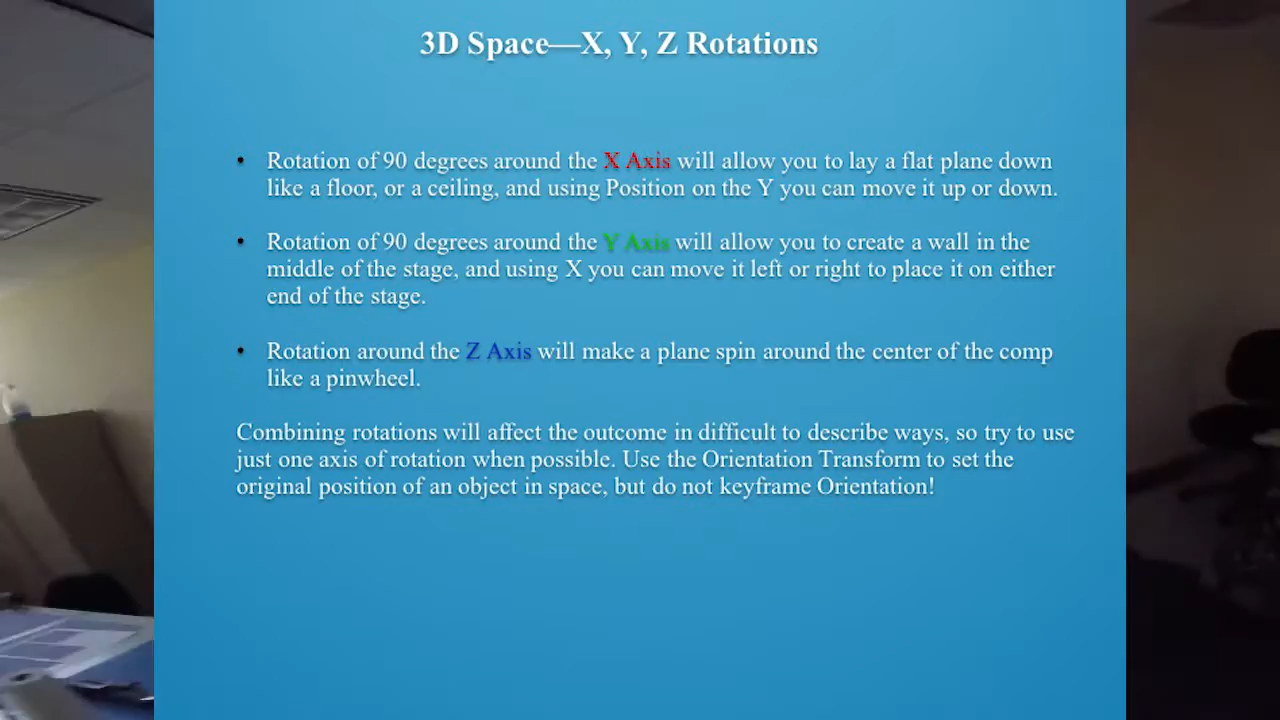 3D Space—X, Y, Z Rotations
• Rotation of 90 degrees around the X Axis will allow you to lay a flat plane down
like a floor, or a ceiling, and using Position on the Y you can move it up or down.
• Rotation of 90 degrees around the Y Axis will allow you to create a wall in the
middle of the stage, and using X you can move it left or right to place it on either
end of the stage.
• Rotation around the Z Axis will make a plane spin around the center of the comp
like a pinwheel.
Combining rotations will affect the outcome in difficult to describe ways, so try to use
just one axis of rotation when possible. Use the Orientation Transform to set the
original position of an object in space, but do not keyframe Orientation!